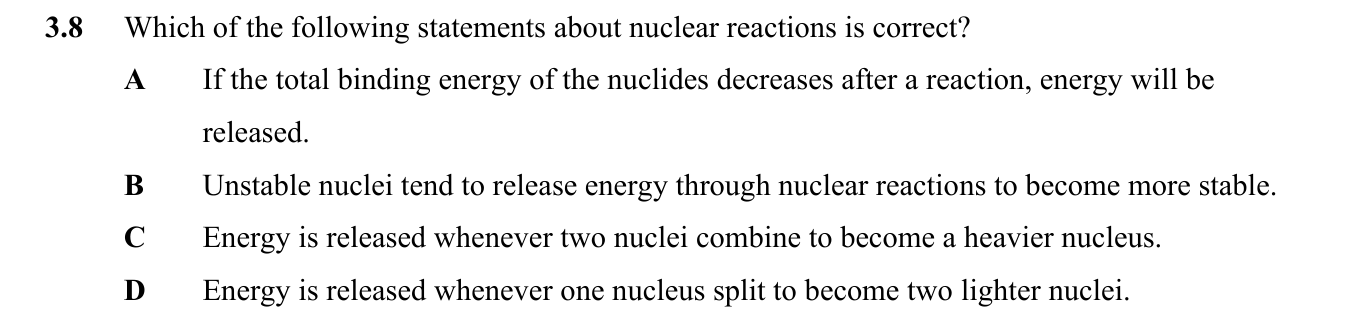 3.8 Which of the following statements about nuclear reactions is correct?
A If the total binding energy of the nuclides decreases after a reaction, energy will be
released.
B Unstable nuclei tend to release energy through nuclear reactions to become more stable.
C Energy is released whenever two nuclei combine to become a heavier nucleus.
D Energy is released whenever one nucleus split to become two lighter nuclei.